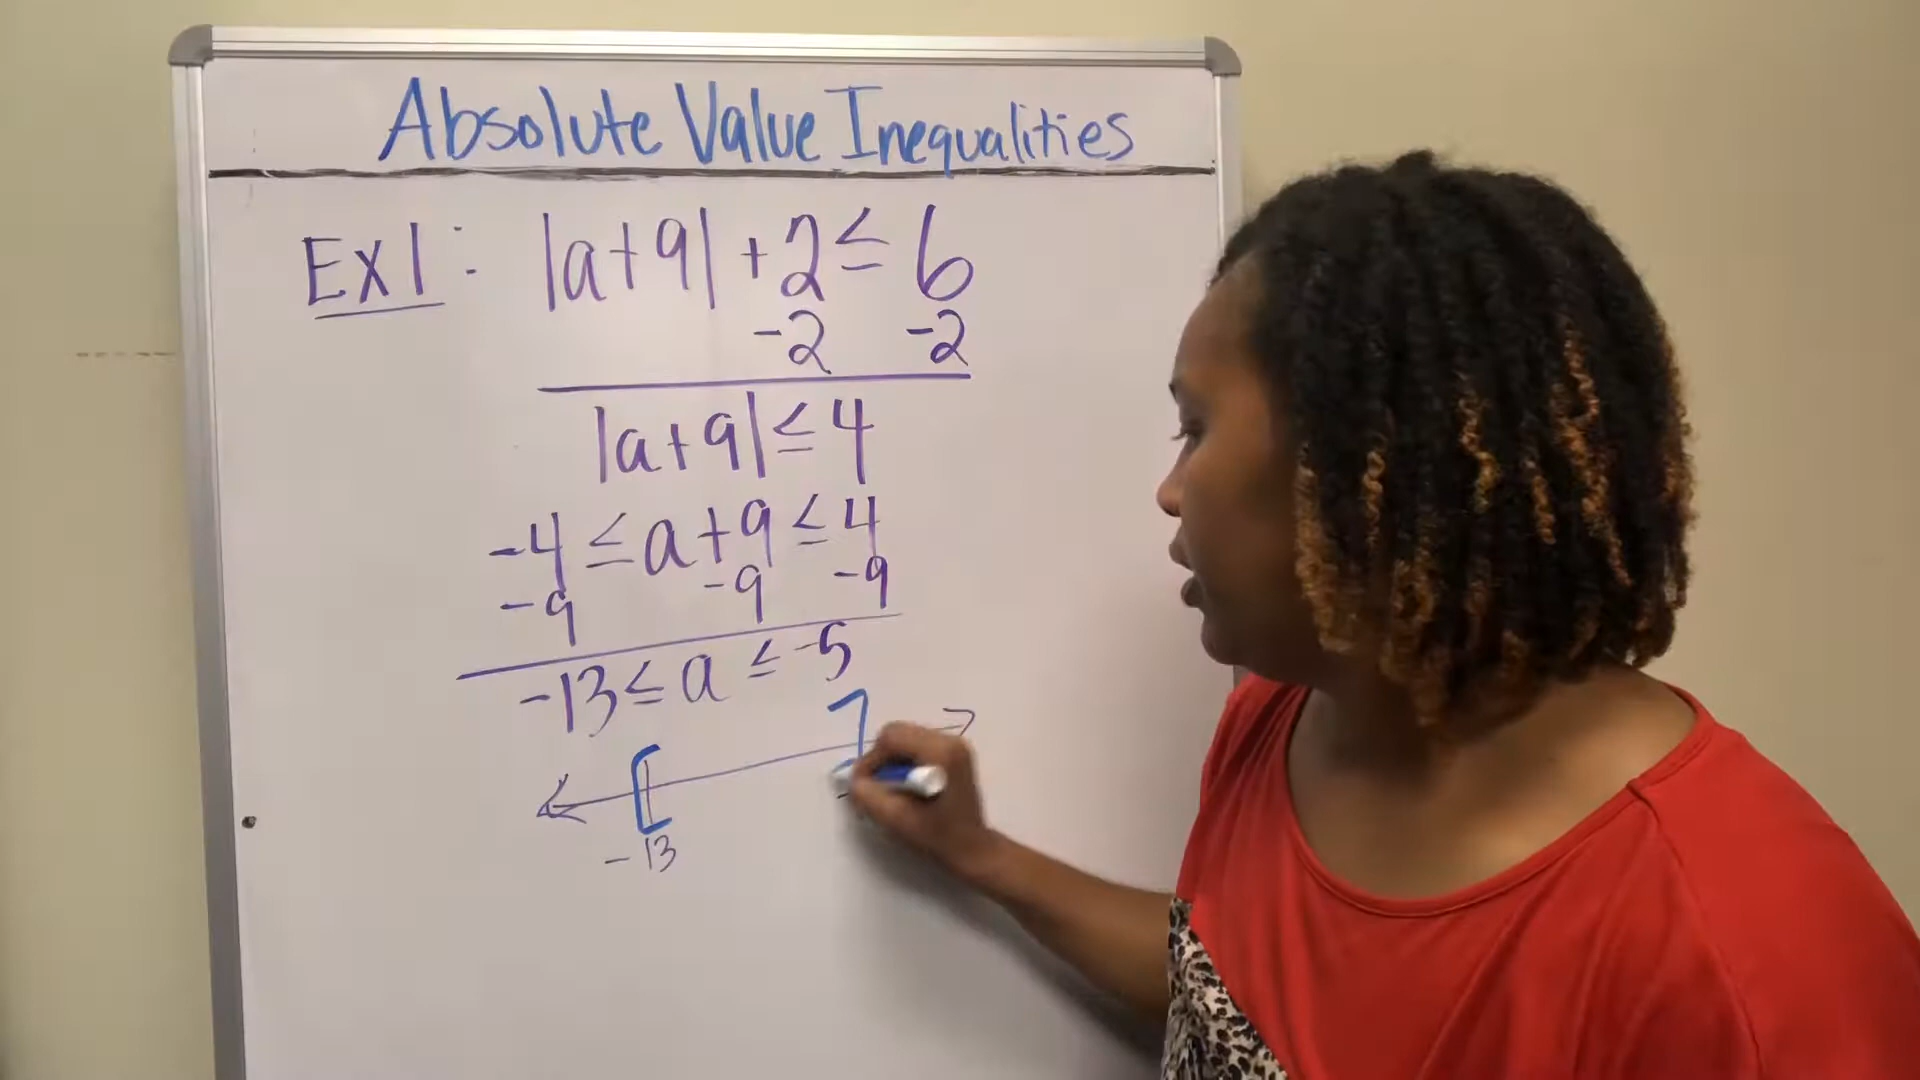 Absolute Value Inequalities
Ex1: |a+9| +2 ≤ 6
-2 -2
|a+9| ≤ 4
-4 ≤ a+9 ≤ 4
-9 -9 -9
-13 ≤ a ≤ -5
[ ]
-13